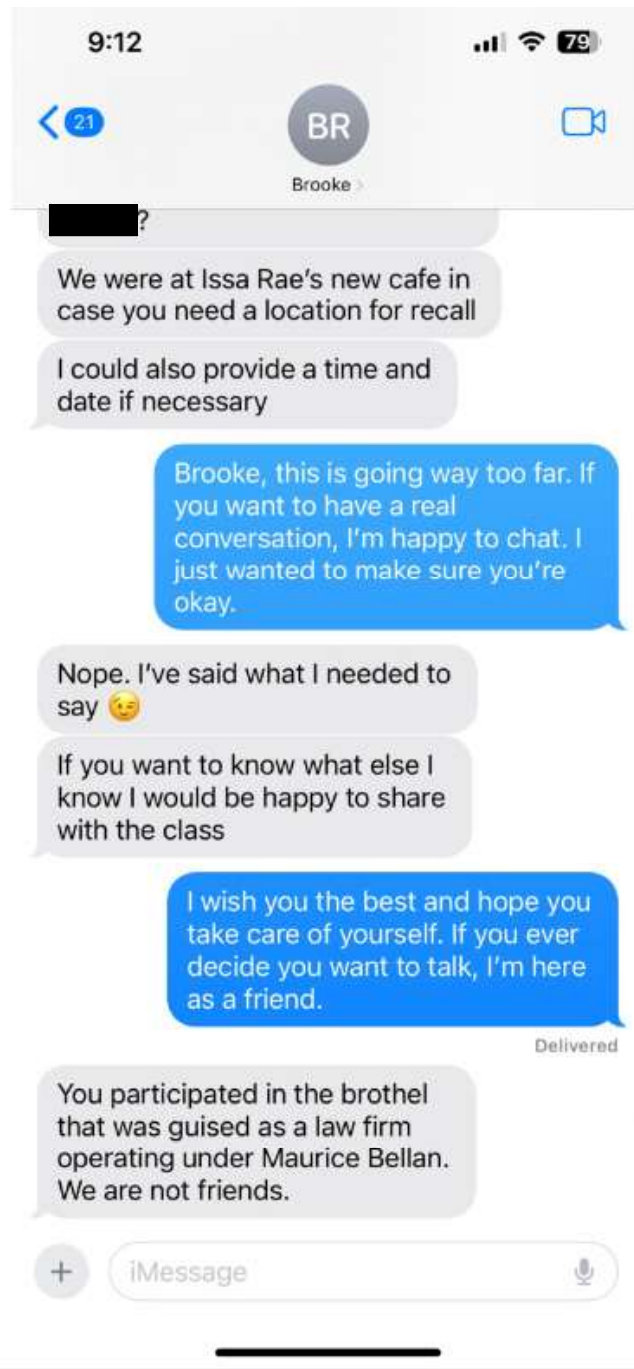 9:12
79
21
BR
Brooke
?
We were at Issa Rae's new cafe in
case you need a location for recall
I could also provide a time and
date if necessary
Brooke, this is going way too far. If
you want to have a real
conversation, I'm happy to chat. I
just wanted to make sure you're
okay.
Nope. I've said what I needed to
say 😉
If you want to know what else I
know I would be happy to share
with the class
I wish you the best and hope you
take care of yourself. If you ever
decide you want to talk, I'm here
as a friend.
Delivered
You participated in the brothel
that was guised as a law firm
operating under Maurice Bellan.
We are not friends.
iMessage